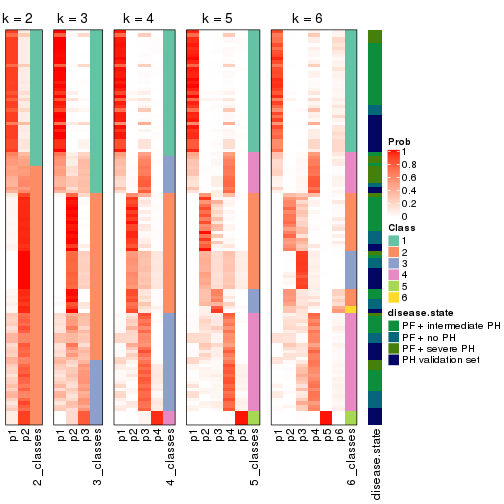 k = 2 k = 3 k = 4 k = 5 k = 6
Prob
1
0.8
0.6
0.4
0.2
0
Class
1
2
3
4
5
6
disease.state
PF + intermediate PH
PF + no PH
PF + severe PH
PH validation set
p1 p2 2_classes p1 p2 p3 3_classes p1 p2 p3 p4 4_classes p1 p2 p3 p4 p5 5_classes p1 p2 p3 p4 p5 p6 6_classes disease.state